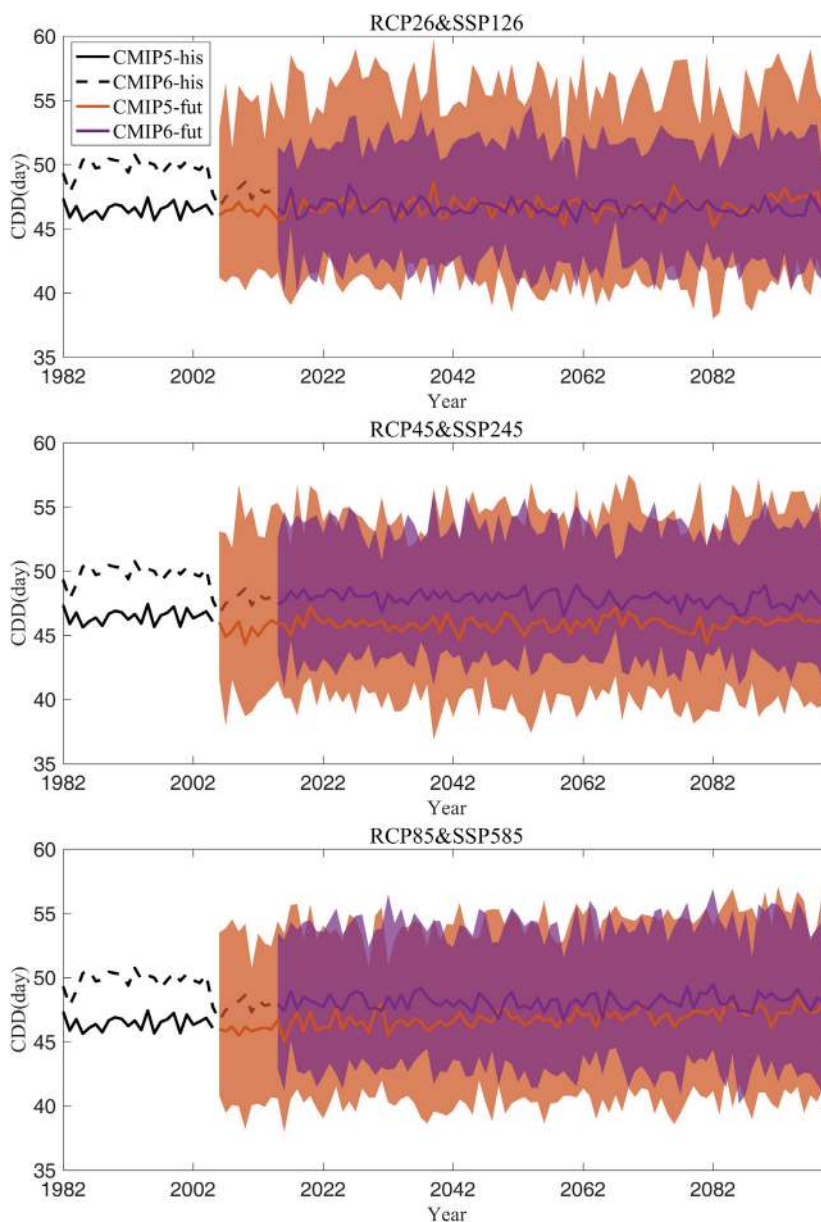 RCP26&SSP126
60
CMIP5-his
CMIP6-his
55
CMIP5-fut
CMIP6-fut
50
CDD(day)
45
40
35
1982 2002 2022 2042 2062 2082
Year
RCP45&SSP245
60
55
50
CDD(day)
45
40
35
1982 2002 2022 2042 2062 2082
Year
RCP85&SSP585
60
55
50
CDD(day)
45
40
35
1982 2002 2022 2042 2062 2082
Year